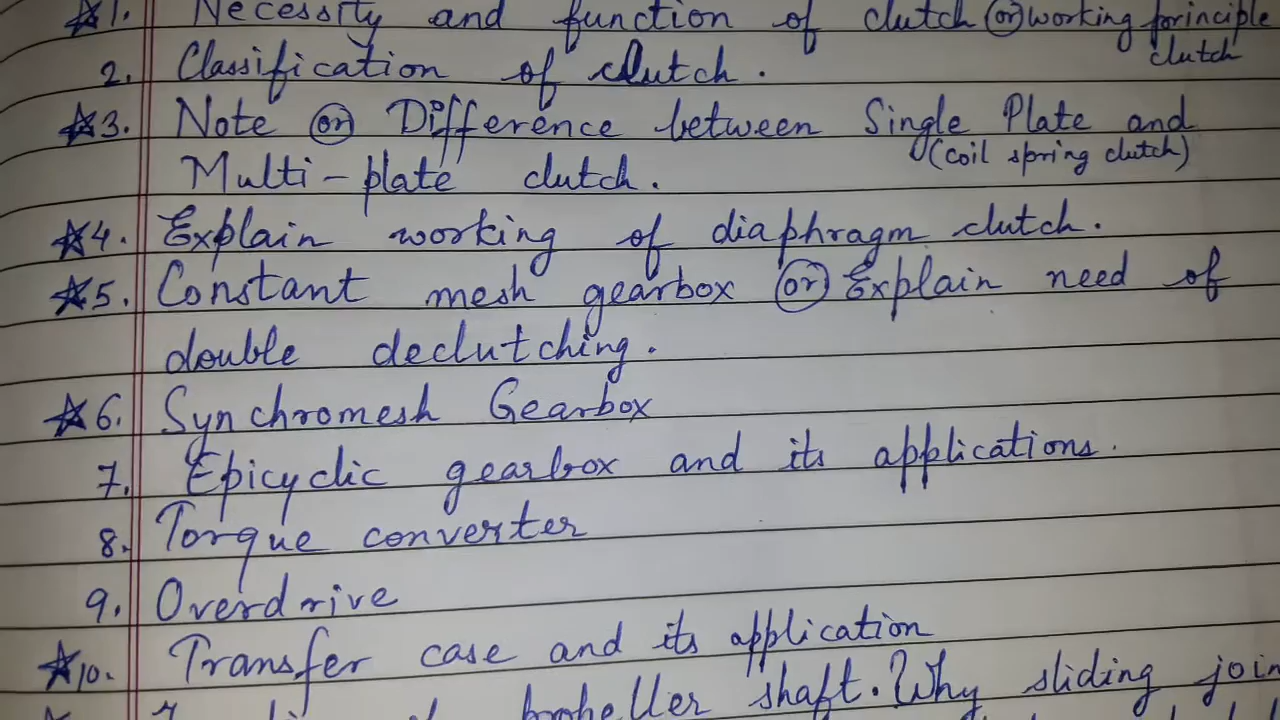 ☆1. Necessity and function of clutch (or) working principle
clutch
2. Classification of clutch.
☆3. Note (or) Difference between Single Plate and
(coil spring clutch)
Multi-plate clutch.
☆4. Explain working of diaphragm clutch.
☆5. Constant mesh gearbox (or) Explain need of
double declutching.
☆6. Synchromesh Gearbox
7. Epicyclic gearbox and its applications.
8. Torque converter
9. Overdrive
☆10. Transfer case and its application
propeller shaft. Why sliding join